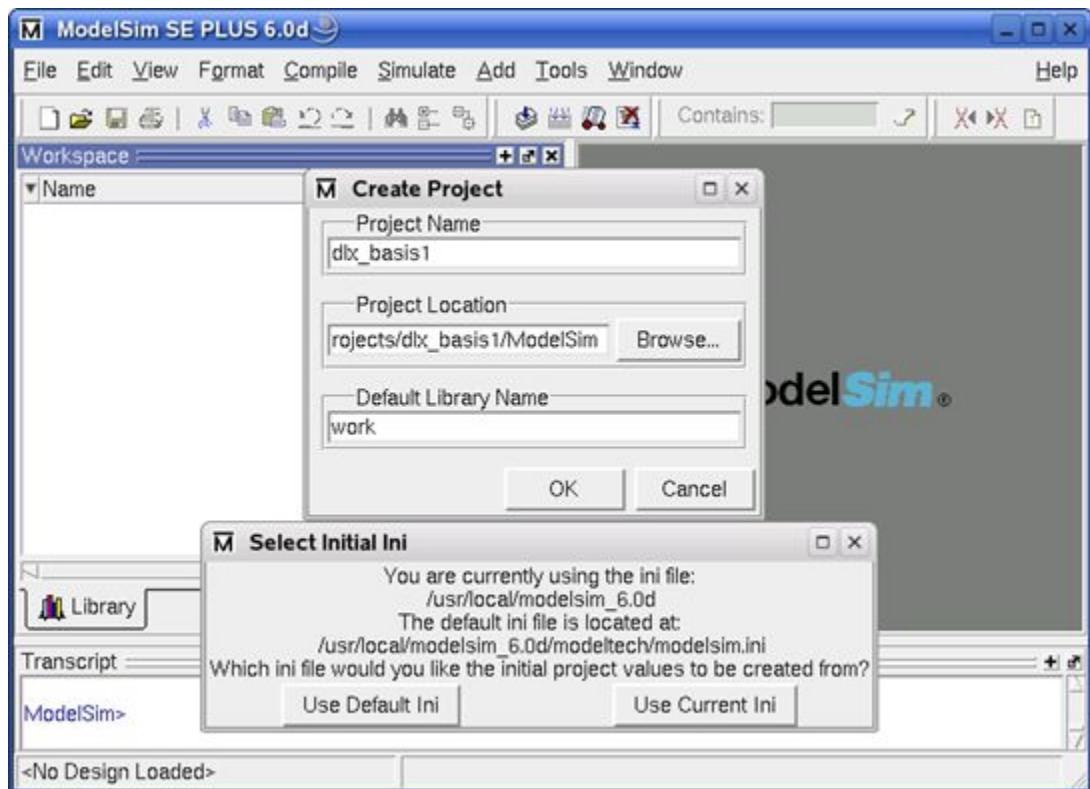 ModelSim SE PLUS 6.0d
File Edit View Format Compile Simulate Add Tools Window Help
Contains:
Workspace
Name
Create Project
Project Name
dlx_basis1
Project Location
rojects/dlx_basis1/ModelSim Browse...
Default Library Name
work
OK Cancel
odelSim ®
Select Initial Ini
You are currently using the ini file:
/usr/local/modelsim_6.0d
The default ini file is located at:
/usr/local/modelsim_6.0d/modeltech/modelsim.ini
Which ini file would you like the initial project values to be created from?
Use Default Ini Use Current Ini
Library
Transcript
ModelSim>
<No Design Loaded>